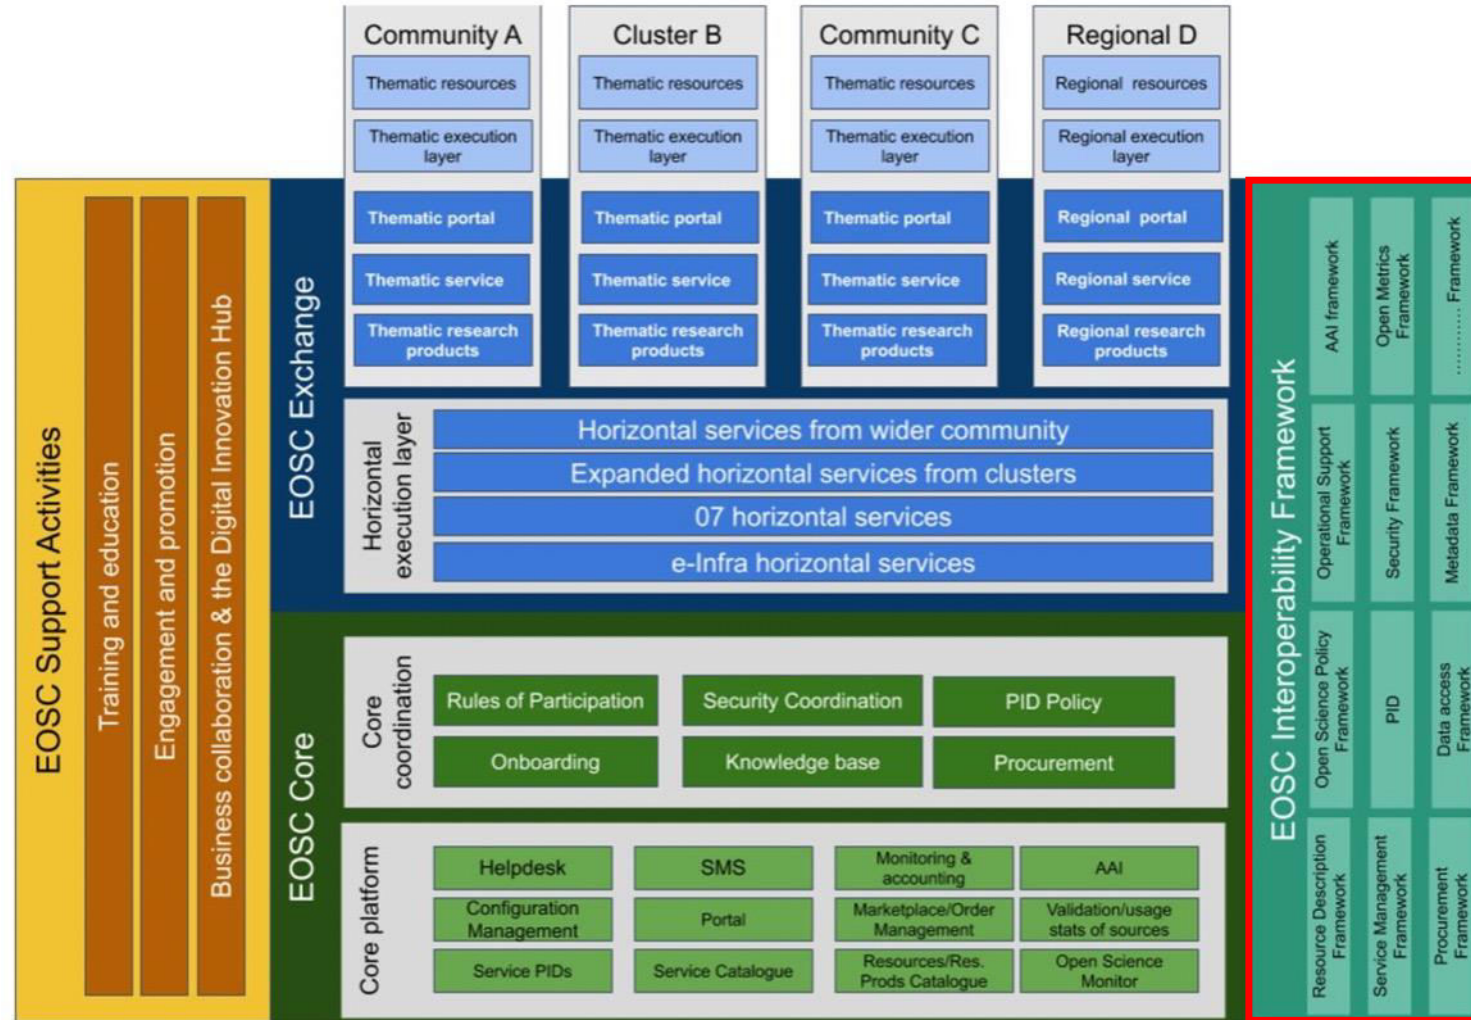 Community A
Thematic resources
Thematic execution
layer
Thematic portal
Thematic service
Thematic research
products
Cluster B
Thematic resources
Thematic execution
layer
Thematic portal
Thematic service
Thematic research
products
Community C
Thematic resources
Thematic execution
layer
Thematic portal
Thematic service
Thematic research
products
Regional D
Regional resources
Regional execution
layer
Regional portal
Regional service
Regional research
products
EOSC Support Activities
Training and education
Engagement and promotion
Business collaboration & the Digital Innovation Hub
EOSC Exchange
Horizontal
execution layer
Horizontal services from wider community
Expanded horizontal services from clusters
07 horizontal services
e-Infra horizontal services
EOSC Core
Core
coordination
Rules of Participation
Security Coordination
PID Policy
Onboarding
Knowledge base
Procurement
Core platform
Helpdesk
SMS
Monitoring &
accounting
AAI
Configuration
Management
Portal
Marketplace/Order
Management
Validation/usage
stats of sources
Service PIDs
Service Catalogue
Resources/Res.
Prods Catalogue
Open Science
Monitor
EOSC Interoperability Framework
AAI framework
Open Metrics
Framework
............ Framework
Operational Support
Framework
Security Framework
Metadata Framework
Open Science Policy
Framework
PID
Data access
Framework
Resource Description
Framework
Service Management
Framework
Procurement
Framework